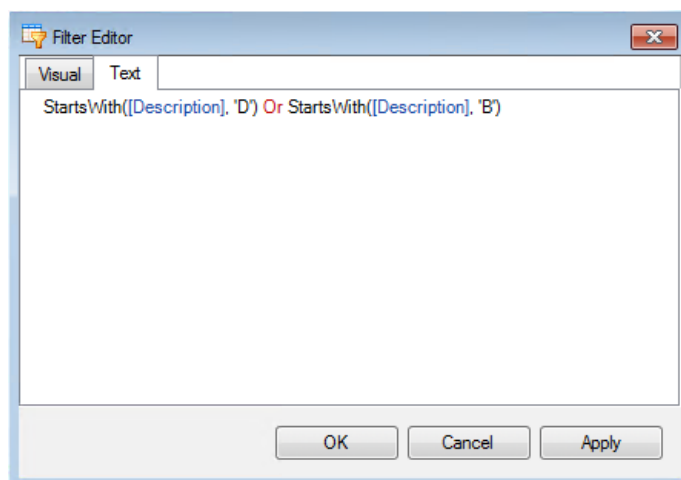 Filter Editor
Visual Text
StartsWith([Description], 'D') Or StartsWith([Description], 'B')
OK Cancel Apply